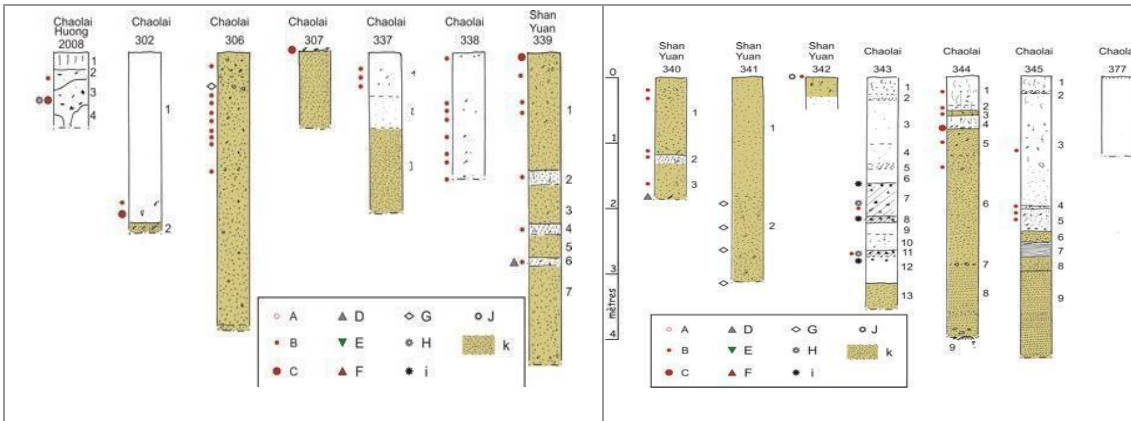 Chaolai Huong 2008
Chaolai 302
Chaolai 306
Chaolai 307
Chaolai 337
Chaolai 338
Shan Yuan 339
1
2
3
4
1
2
1
2
3
4
5
6
7
A
B
C
D
E
F
G
H
i
J
k
Shan Yuan 340
Shan Yuan 341
Shan Yuan 342
Chaolai 343
Chaolai 344
Chaolai 345
Chaolai 377
0
1
2
3
4
mètres
1
2
3
1
2
1
2
3
4
5
6
7
8
9
10
11
12
13
1
2
3
4
5
6
7
8
9
1
2
3
4
5
6
7
8
9
A
B
C
D
E
F
G
H
i
J
k